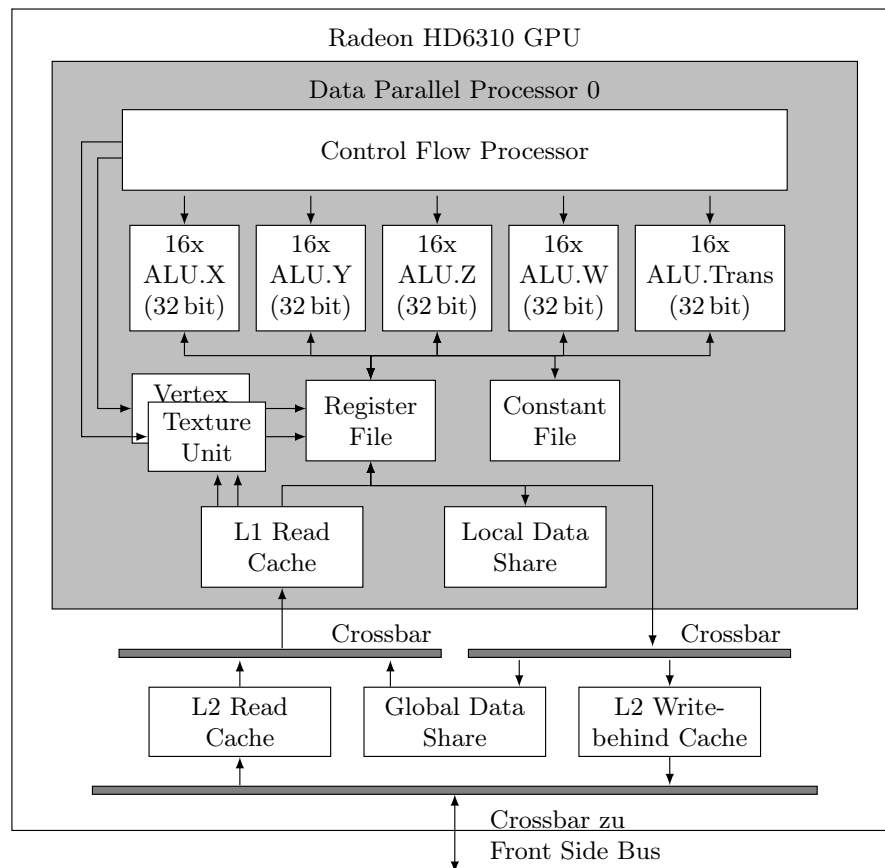 Radeon HD6310 GPU
Data Parallel Processor 0
Control Flow Processor
16x
ALU.X
(32 bit)
16x
ALU.Y
(32 bit)
16x
ALU.Z
(32 bit)
16x
ALU.W
(32 bit)
16x
ALU.Trans
(32 bit)
Vertex
Texture
Unit
Register
File
Constant
File
L1 Read
Cache
Local Data
Share
Crossbar
Crossbar
L2 Read
Cache
Global Data
Share
L2 Write-
behind Cache
Crossbar zu
Front Side Bus